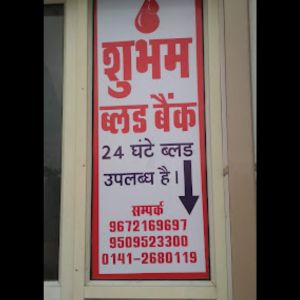 शुभम
ब्लड बैंक
24 घंटे ब्लड
उपलब्ध है।
सम्पर्क
9672169697
9509523300
0141-2680119